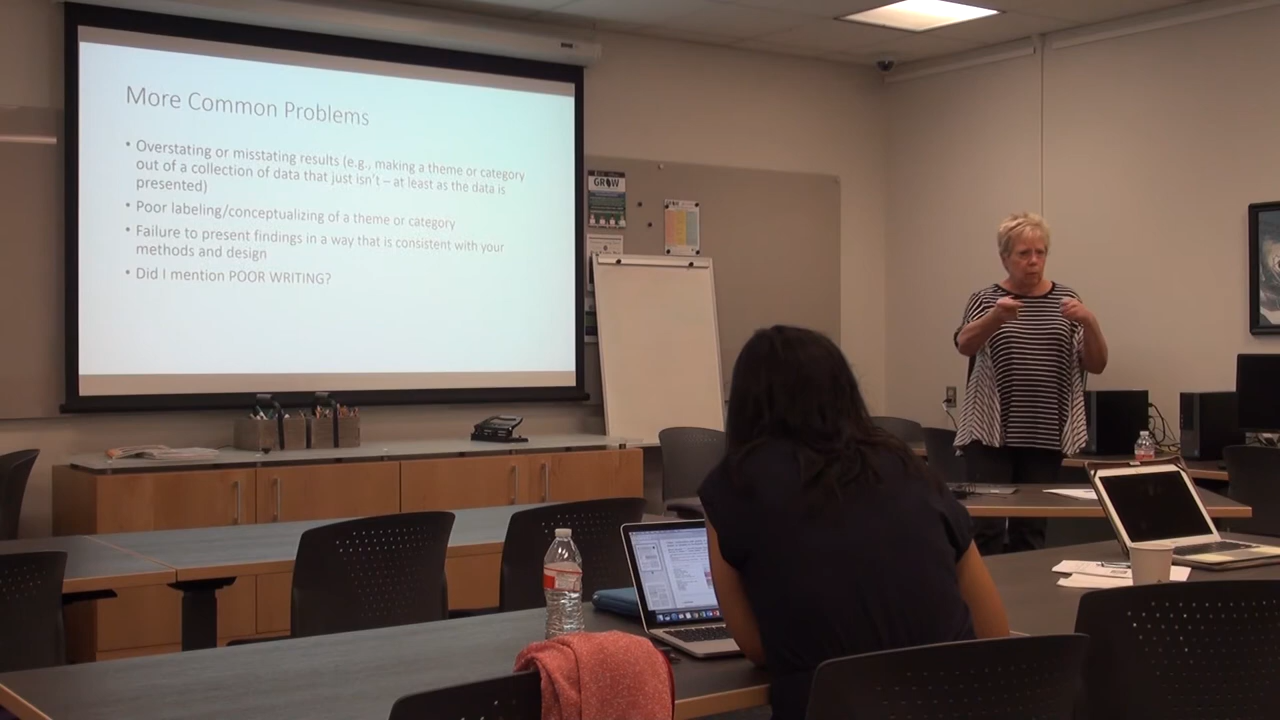 More Common Problems
• Overstating or misstating results (e.g., making a theme or category
out of a collection of data that just isn't – at least as the data is
presented)
• Poor labeling/conceptualizing of a theme or category
• Failure to present findings in a way that is consistent with your
methods and design
• Did I mention POOR WRITING?
GROW